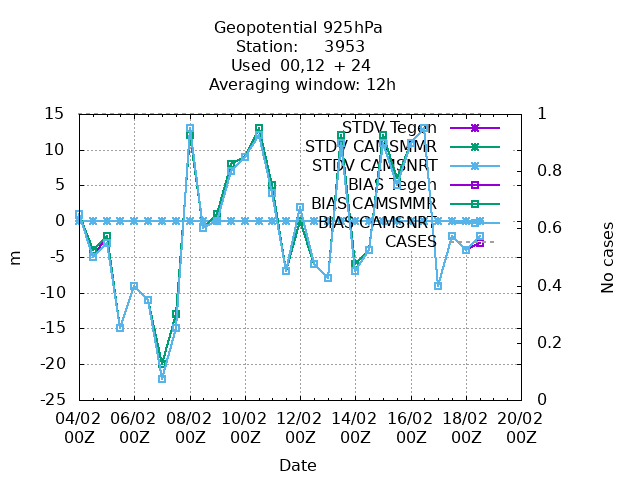 Geopotential 925hPa
Station: 3953
Used 00,12 + 24
Averaging window: 12h
15
10
5
0
-5
-10
-15
-20
-25
m
1
0.8
0.6
0.4
0.2
0
No cases
STDV Tegen
STDV CAMSMMR
STDV CAMSNRT
BIAS Tegen
BIAS CAMSMMR
BIAS CAMSNRT
CASES
04/02 06/02 08/02 10/02 12/02 14/02 16/02 18/02 20/02
00Z 00Z 00Z 00Z 00Z 00Z 00Z 00Z 00Z
Date